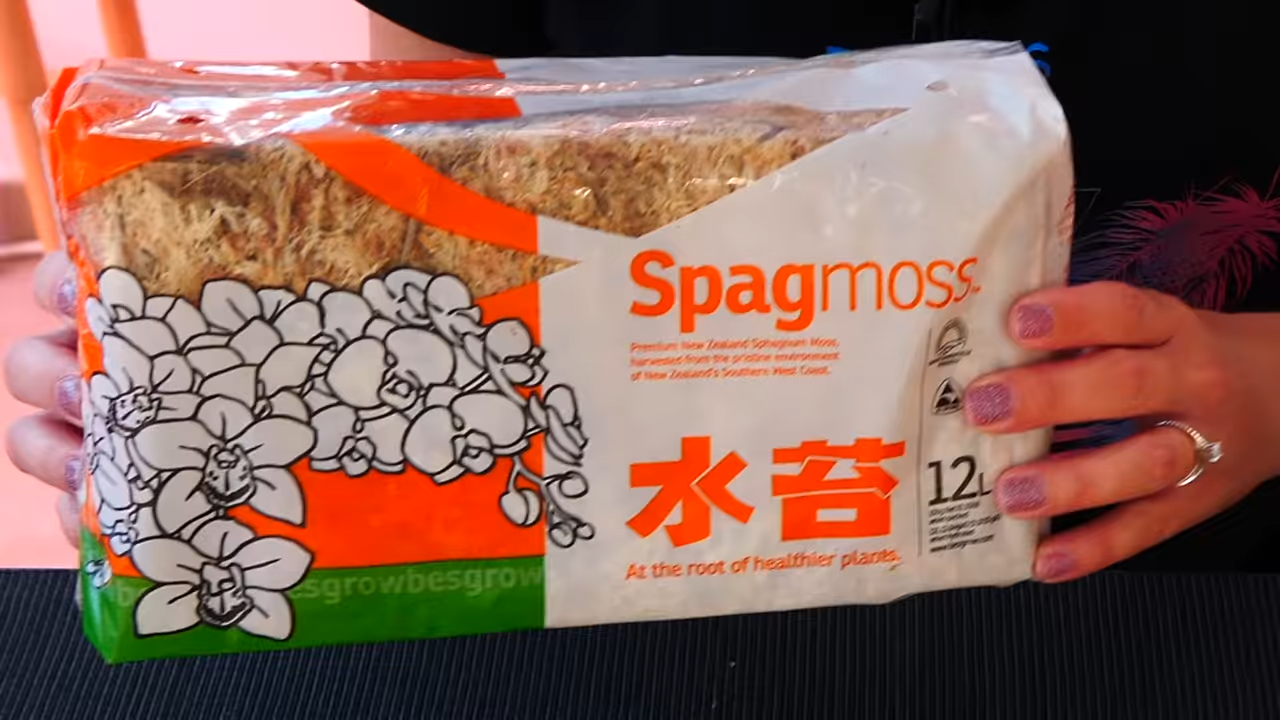 Spagmoss
Premium New Zealand Sphagnum Moss,
harvested from the pristine environment
of New Zealand's Southern West Coast.
水苔
12L
At the root of healthier plants.
esgrowbesgrow